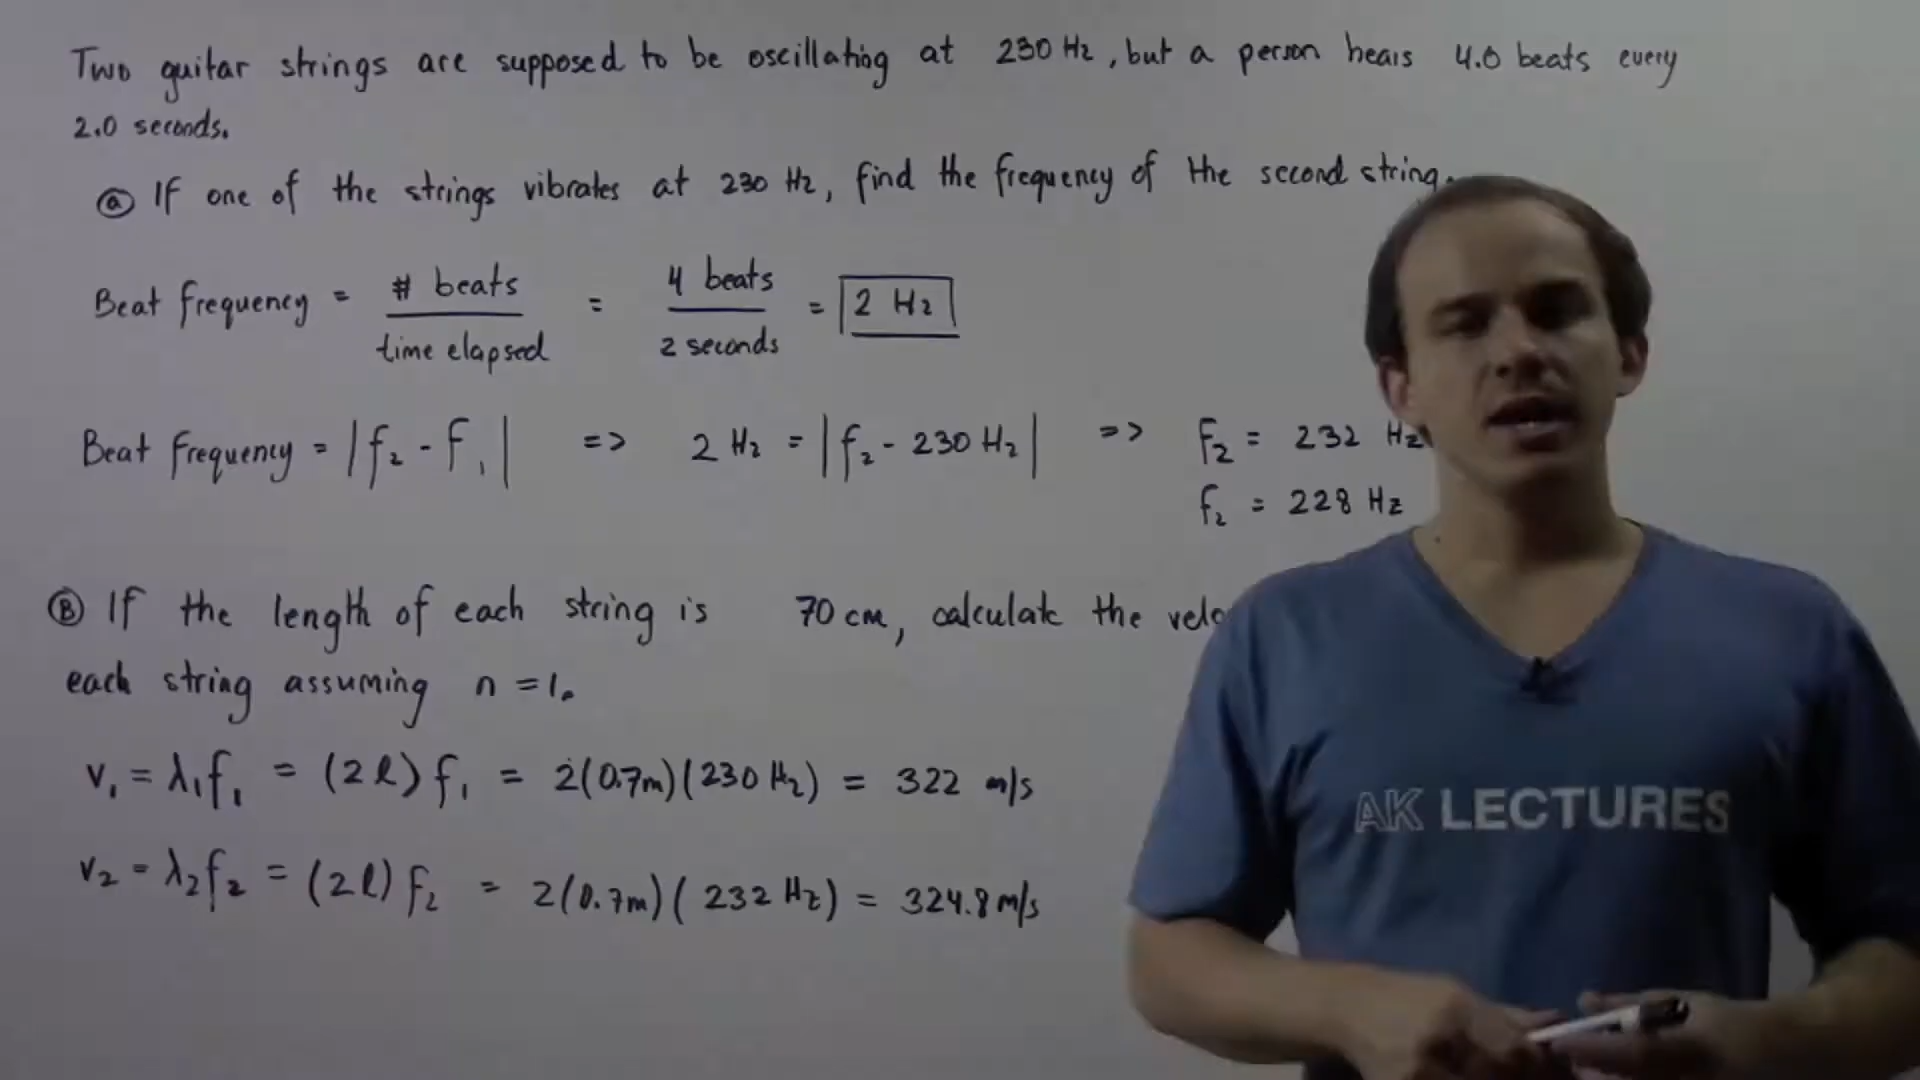 Two guitar strings are supposed to be oscillating at 230 Hz, but a person hears 4.0 beats every
2.0 seconds.
ⓐ If one of the strings vibrates at 230 Hz, find the frequency of the second string.
Beat frequency = # beats / time elapsed = 4 beats / 2 seconds = 2 Hz
Beat frequency = |f₂ - f₁| => 2 Hz = |f₂ - 230 Hz| => f₂ = 232 Hz
f₂ = 228 Hz
Ⓑ If the length of each string is 70 cm, calculate the
each string assuming n = 1.
v₁ = λ₁f₁ = (2ℓ) f₁ = 2(0.7m)(230 Hz) = 322 m/s
v₂ = λ₂f₂ = (2ℓ) f₂ = 2(0.7m)(232 Hz) = 324.8 m/s
AK LECTURES